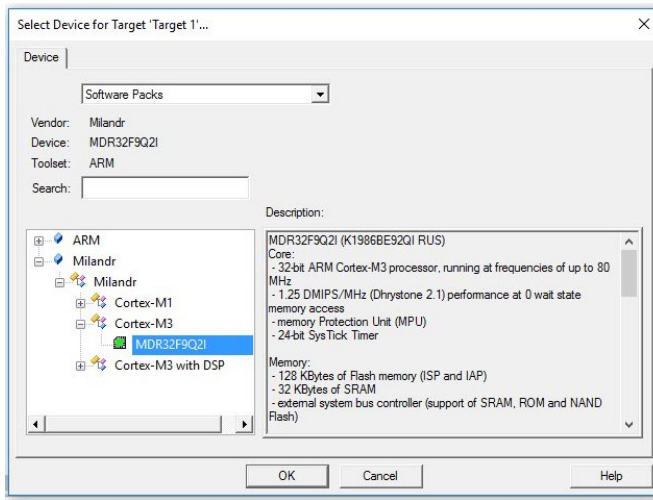 Select Device for Target 'Target 1'...
Device
Software Packs
Vendor: Milandr
Device: MDR32F9Q2I
Toolset: ARM
Search:
Description:
ARM
Milandr
Milandr
Cortex-M1
Cortex-M3
MDR32F9Q2I
Cortex-M3 with DSP
MDR32F9Q2I (K1986BE92QI RUS)
Core:
- 32-bit ARM Cortex-M3 processor, running at frequencies of up to 80
MHz
- 1.25 DMIPS/MHz (Dhrystone 2.1) performance at 0 wait state
memory access
- memory Protection Unit (MPU)
- 24-bit SysTick Timer
Memory:
- 128 KBytes of Flash memory (ISP and IAP)
- 32 KBytes of SRAM
- external system bus controller (support of SRAM, ROM and NAND
Flash)
OK
Cancel
Help